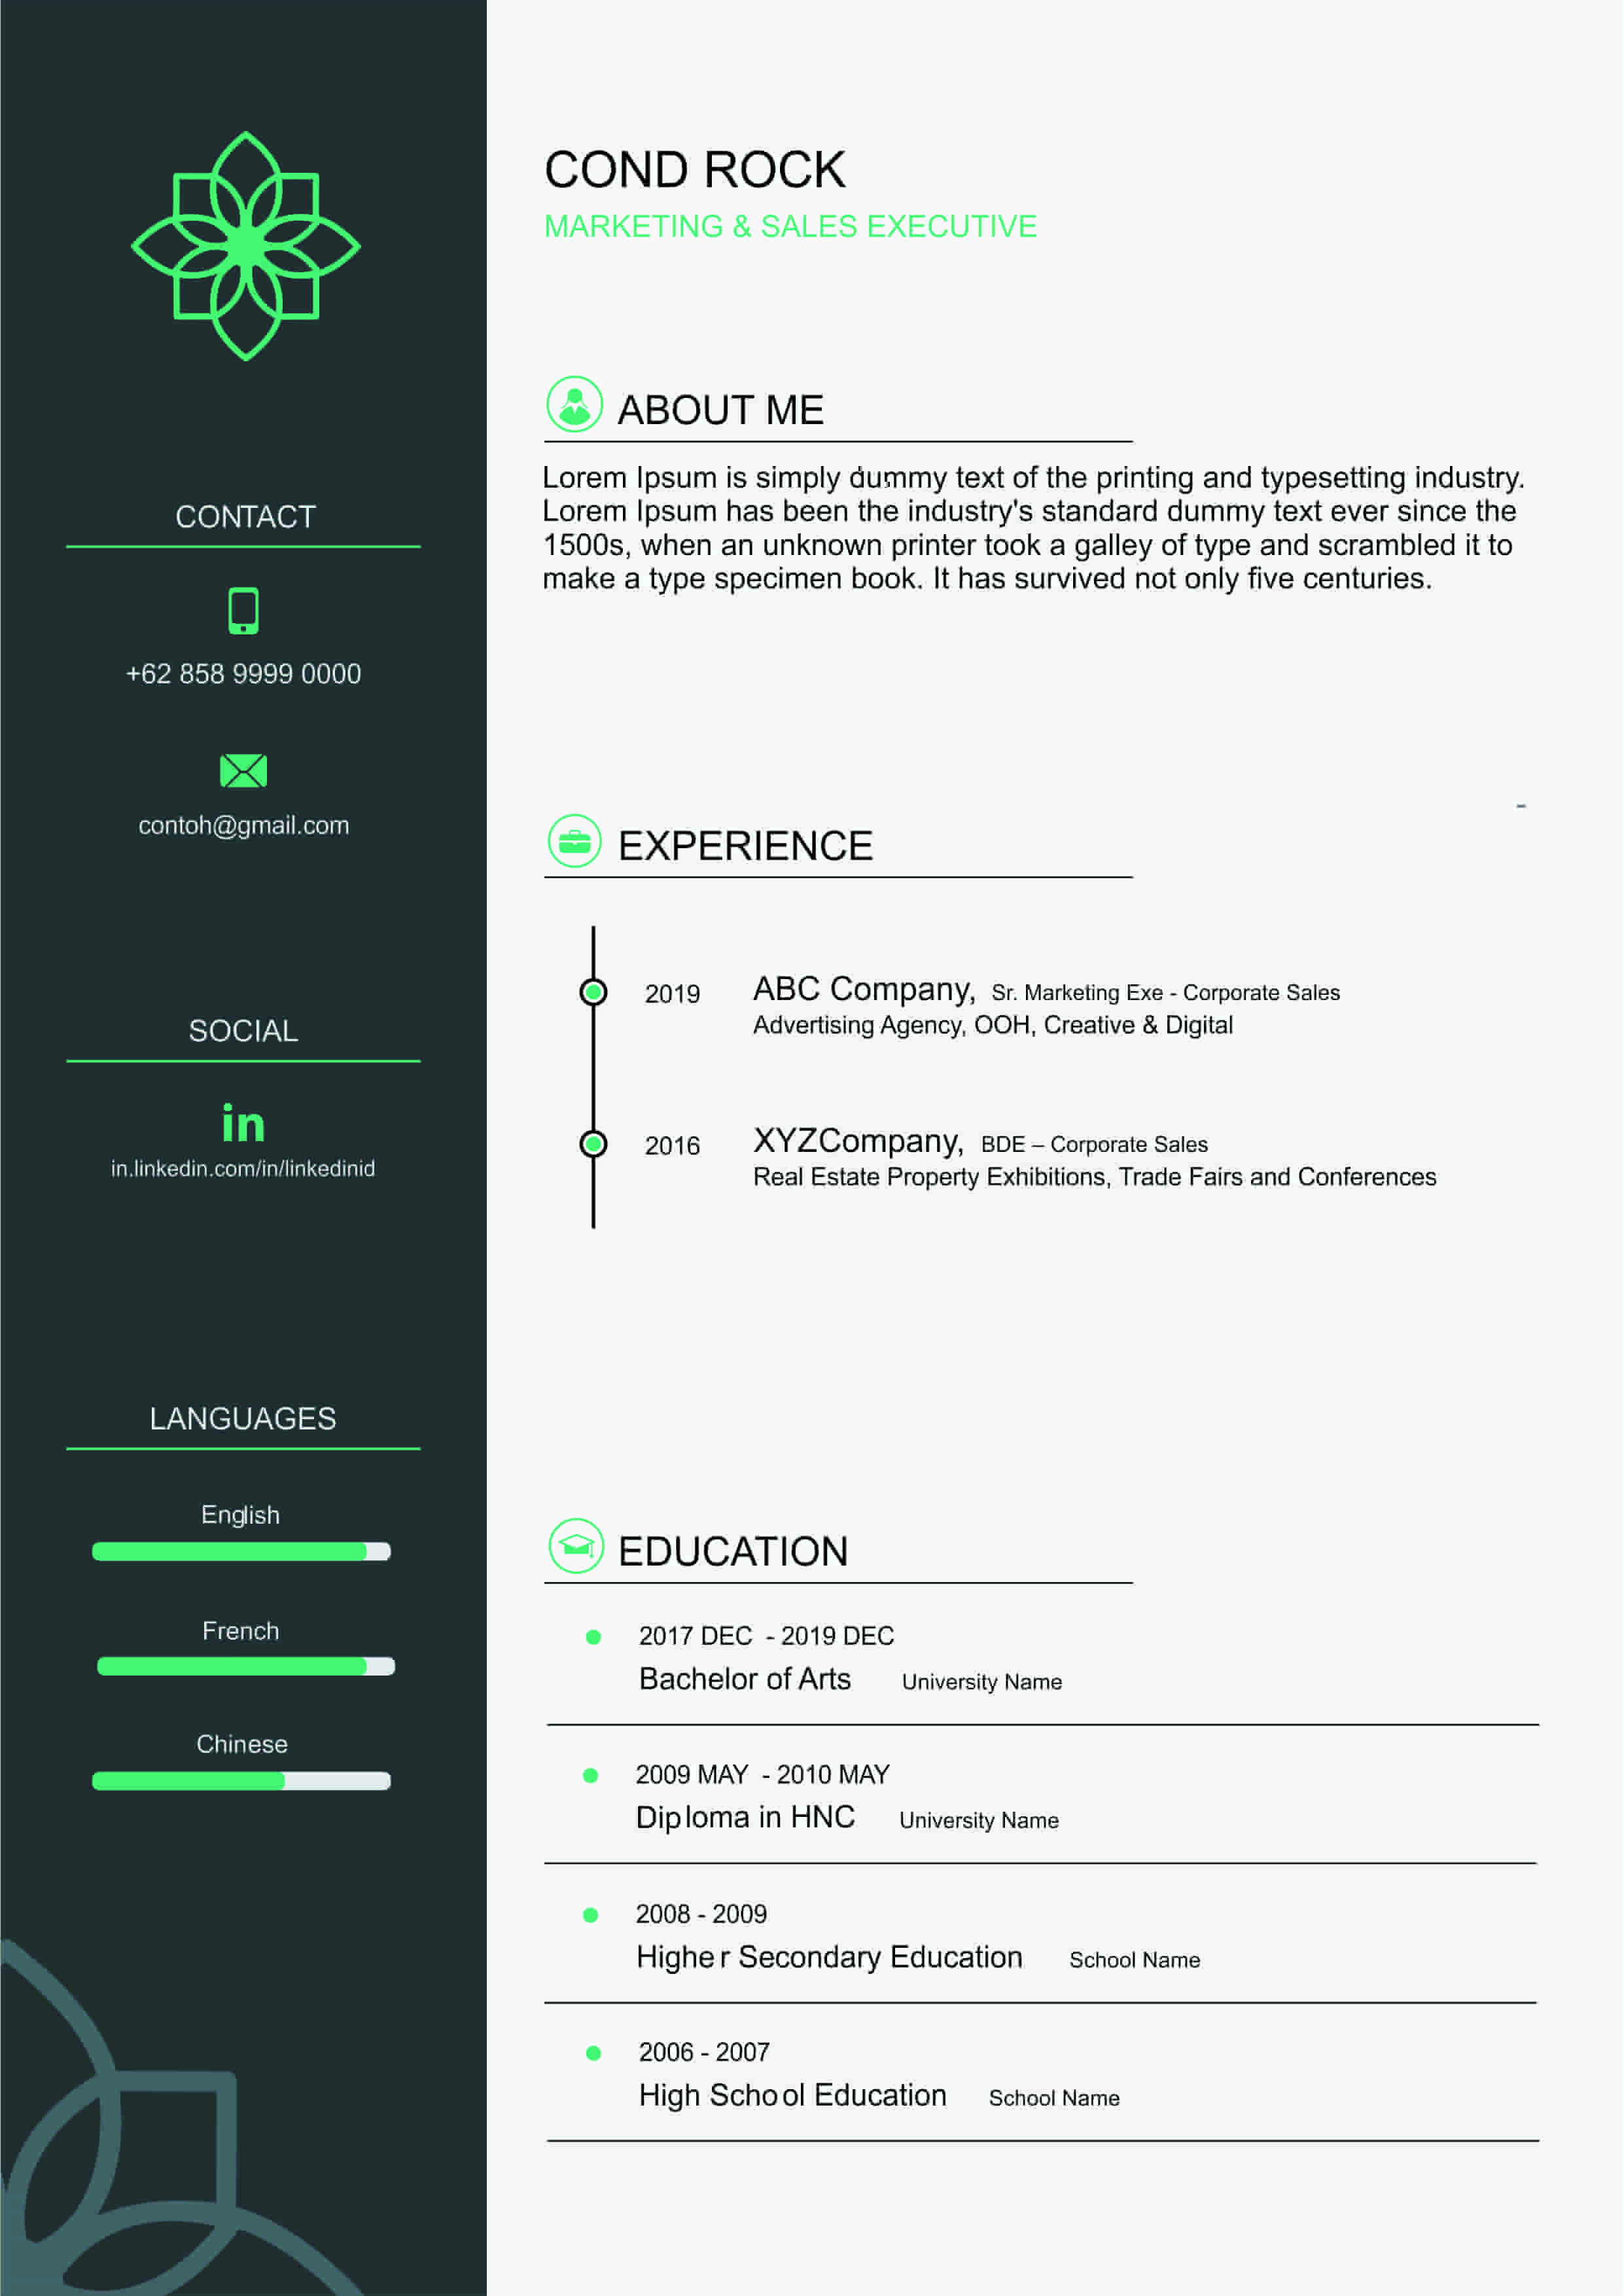 COND ROCK
MARKETING & SALES EXECUTIVE
CONTACT
+62 858 9999 0000
contoh@gmail.com
SOCIAL
in
in.linkedin.com/in/linkedinid
LANGUAGES
English
French
Chinese
ABOUT ME
Lorem Ipsum is simply dummy text of the printing and typesetting industry.
Lorem Ipsum has been the industry's standard dummy text ever since the
1500s, when an unknown printer took a galley of type and scrambled it to
make a type specimen book. It has survived not only five centuries.
-
EXPERIENCE
2019 ABC Company, Sr. Marketing Exe - Corporate Sales
Advertising Agency, OOH, Creative & Digital
2016 XYZCompany, BDE – Corporate Sales
Real Estate Property Exhibitions, Trade Fairs and Conferences
EDUCATION
2017 DEC - 2019 DEC
Bachelor of Arts University Name
2009 MAY - 2010 MAY
Diploma in HNC University Name
2008 - 2009
Higher Secondary Education School Name
2006 - 2007
High School Education School Name